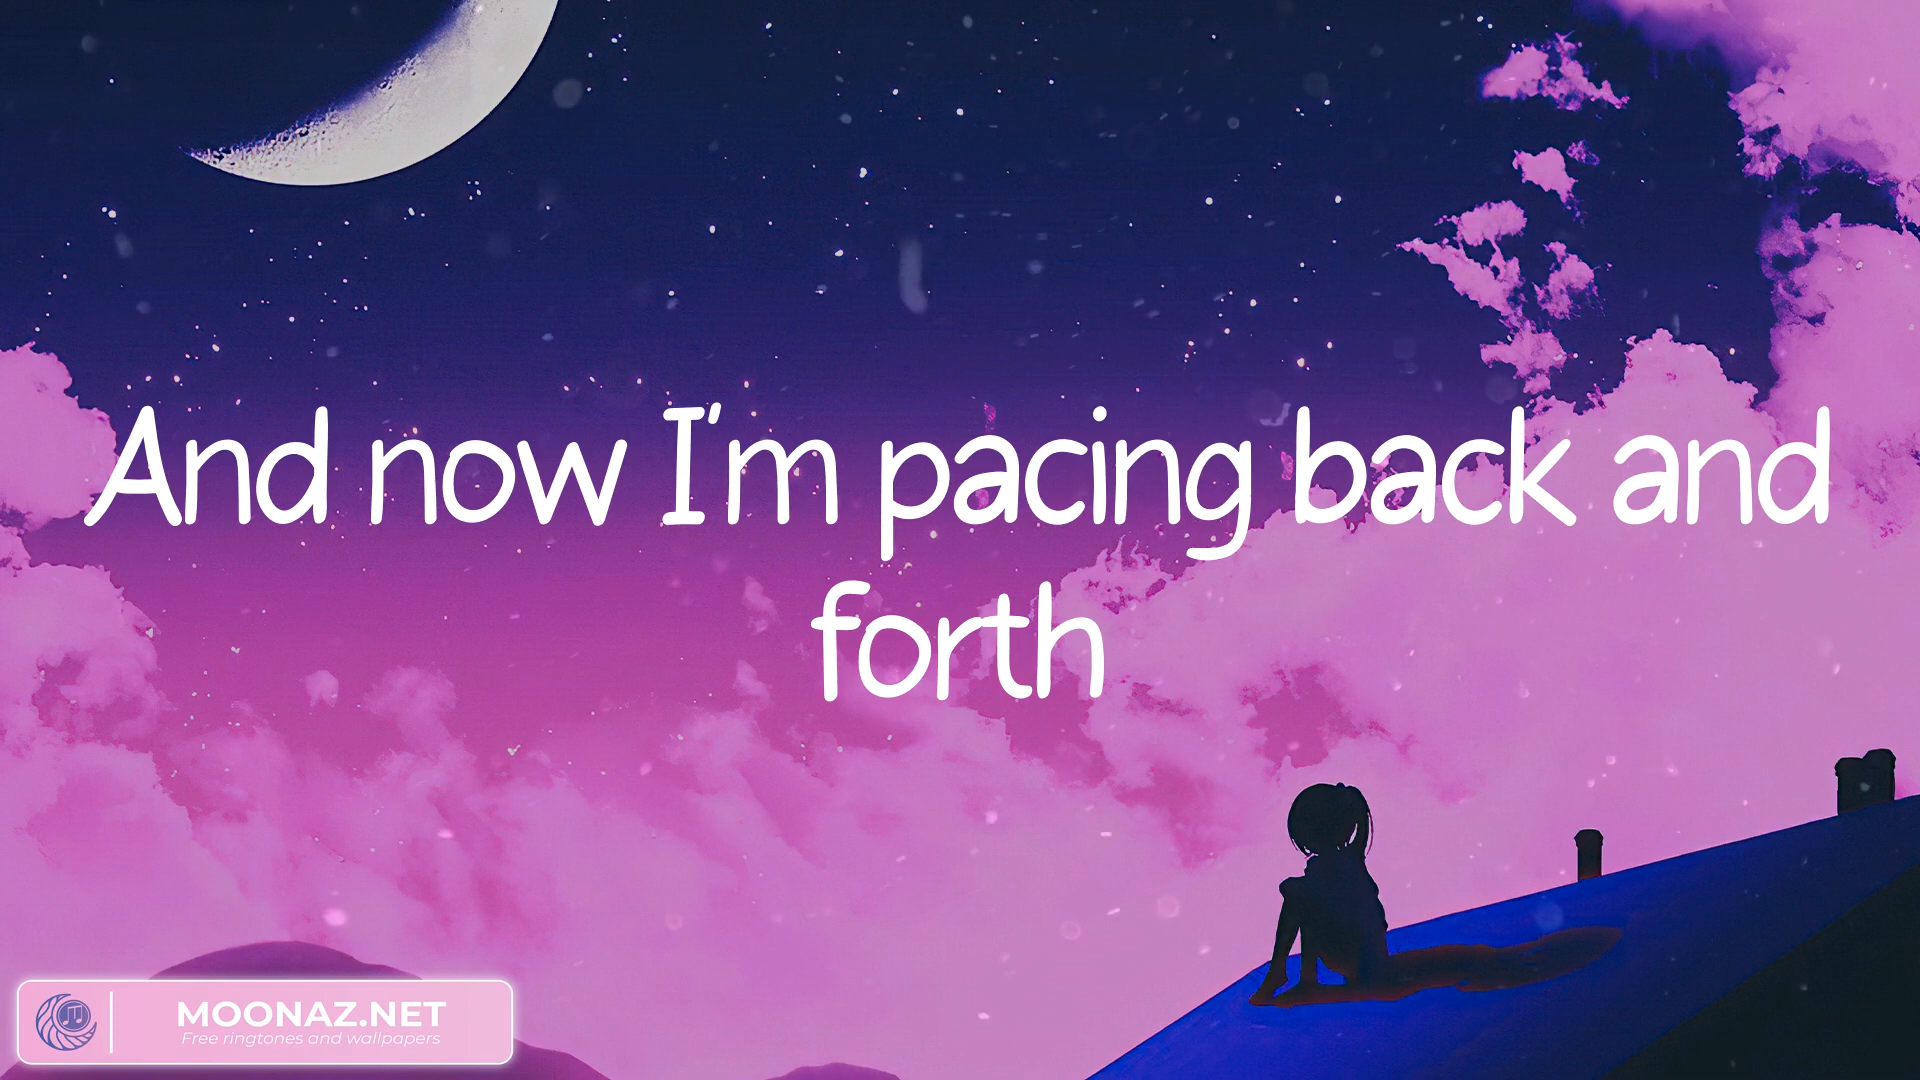 And now I'm pacing back and
forth
MOONAZ.NET
Free ringtones and wallpapers